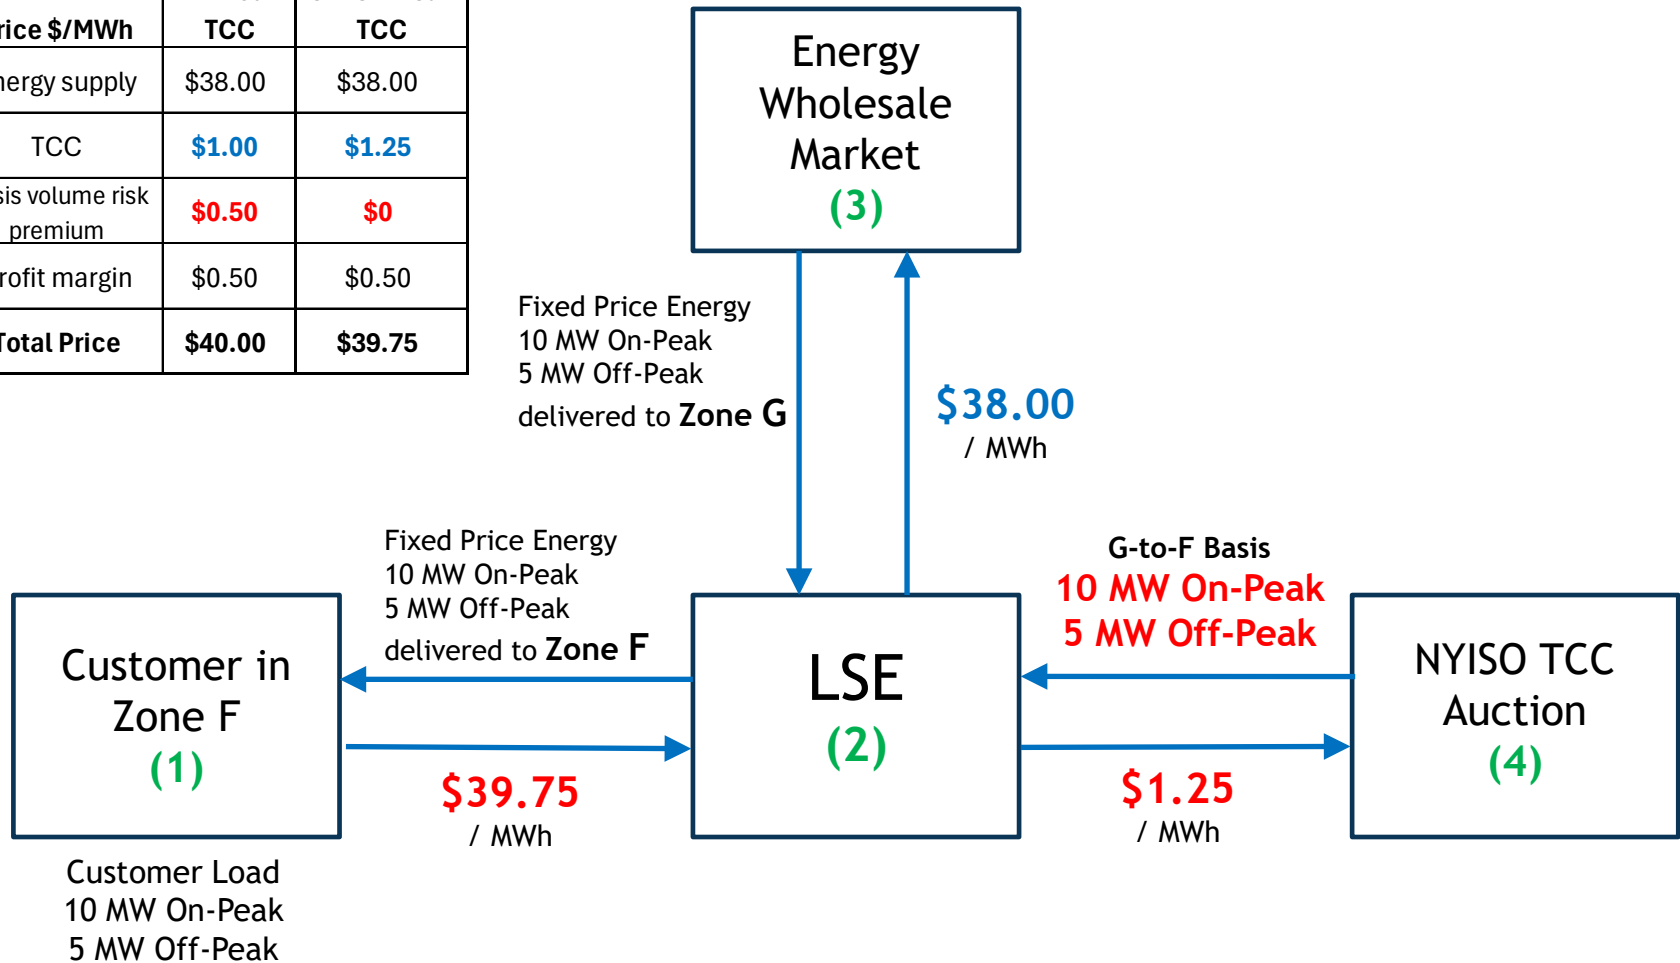 $/MWh
TCC
TCC
supply
$38.00
$38.00
TCC
$1.00
$1.25
volume risk
premium
$0.50
$0
margin
$0.50
$0.50
Total Price
$40.00
$39.75
Energy
Wholesale
Market
(3)
Fixed Price Energy
10 MW On-Peak
5 MW Off-Peak
delivered to Zone G
$38.00
/ MWh
Fixed Price Energy
10 MW On-Peak
5 MW Off-Peak
delivered to Zone F
G-to-F Basis
10 MW On-Peak
5 MW Off-Peak
Customer in
Zone F
(1)
LSE
(2)
NYISO TCC
Auction
(4)
$39.75
/ MWh
$1.25
/ MWh
Customer Load
10 MW On-Peak
5 MW Off-Peak